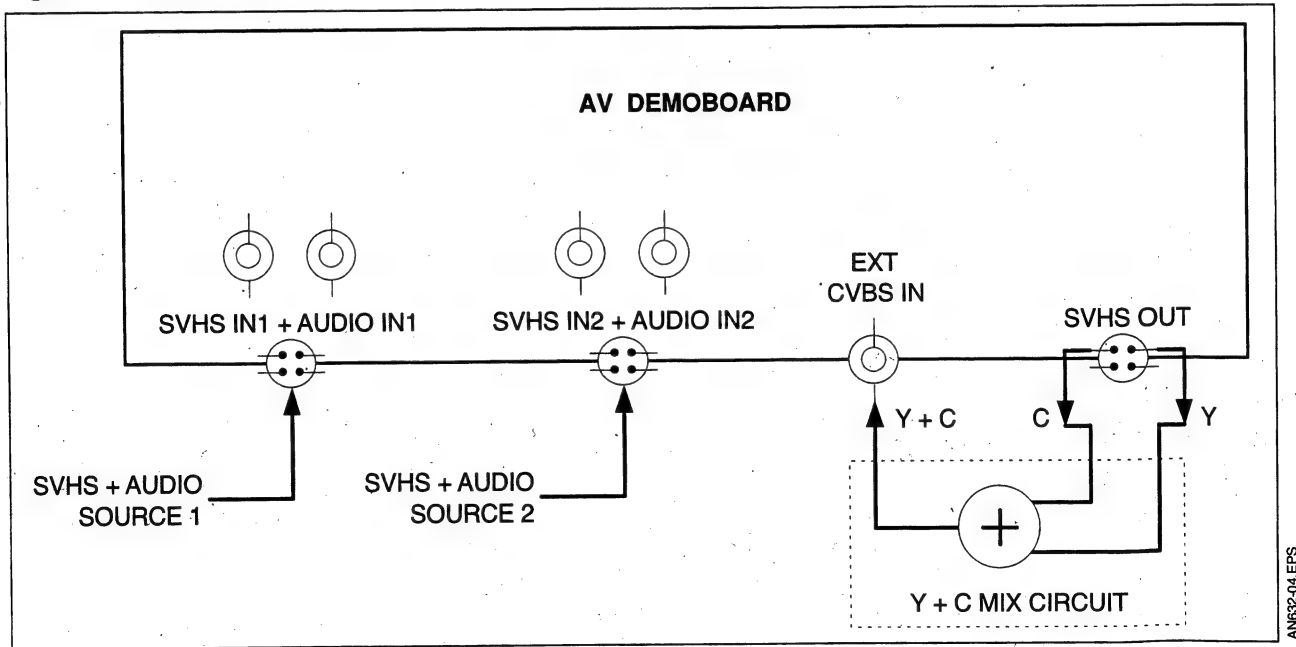 AV DEMOBOARD
SVHS IN1 + AUDIO IN1
SVHS IN2 + AUDIO IN2
EXT
CVBS IN
SVHS OUT
Y + C
C
Y
SVHS + AUDIO
SOURCE 1
SVHS + AUDIO
SOURCE 2
+
Y + C MIX CIRCUIT
AN632-04.EPS